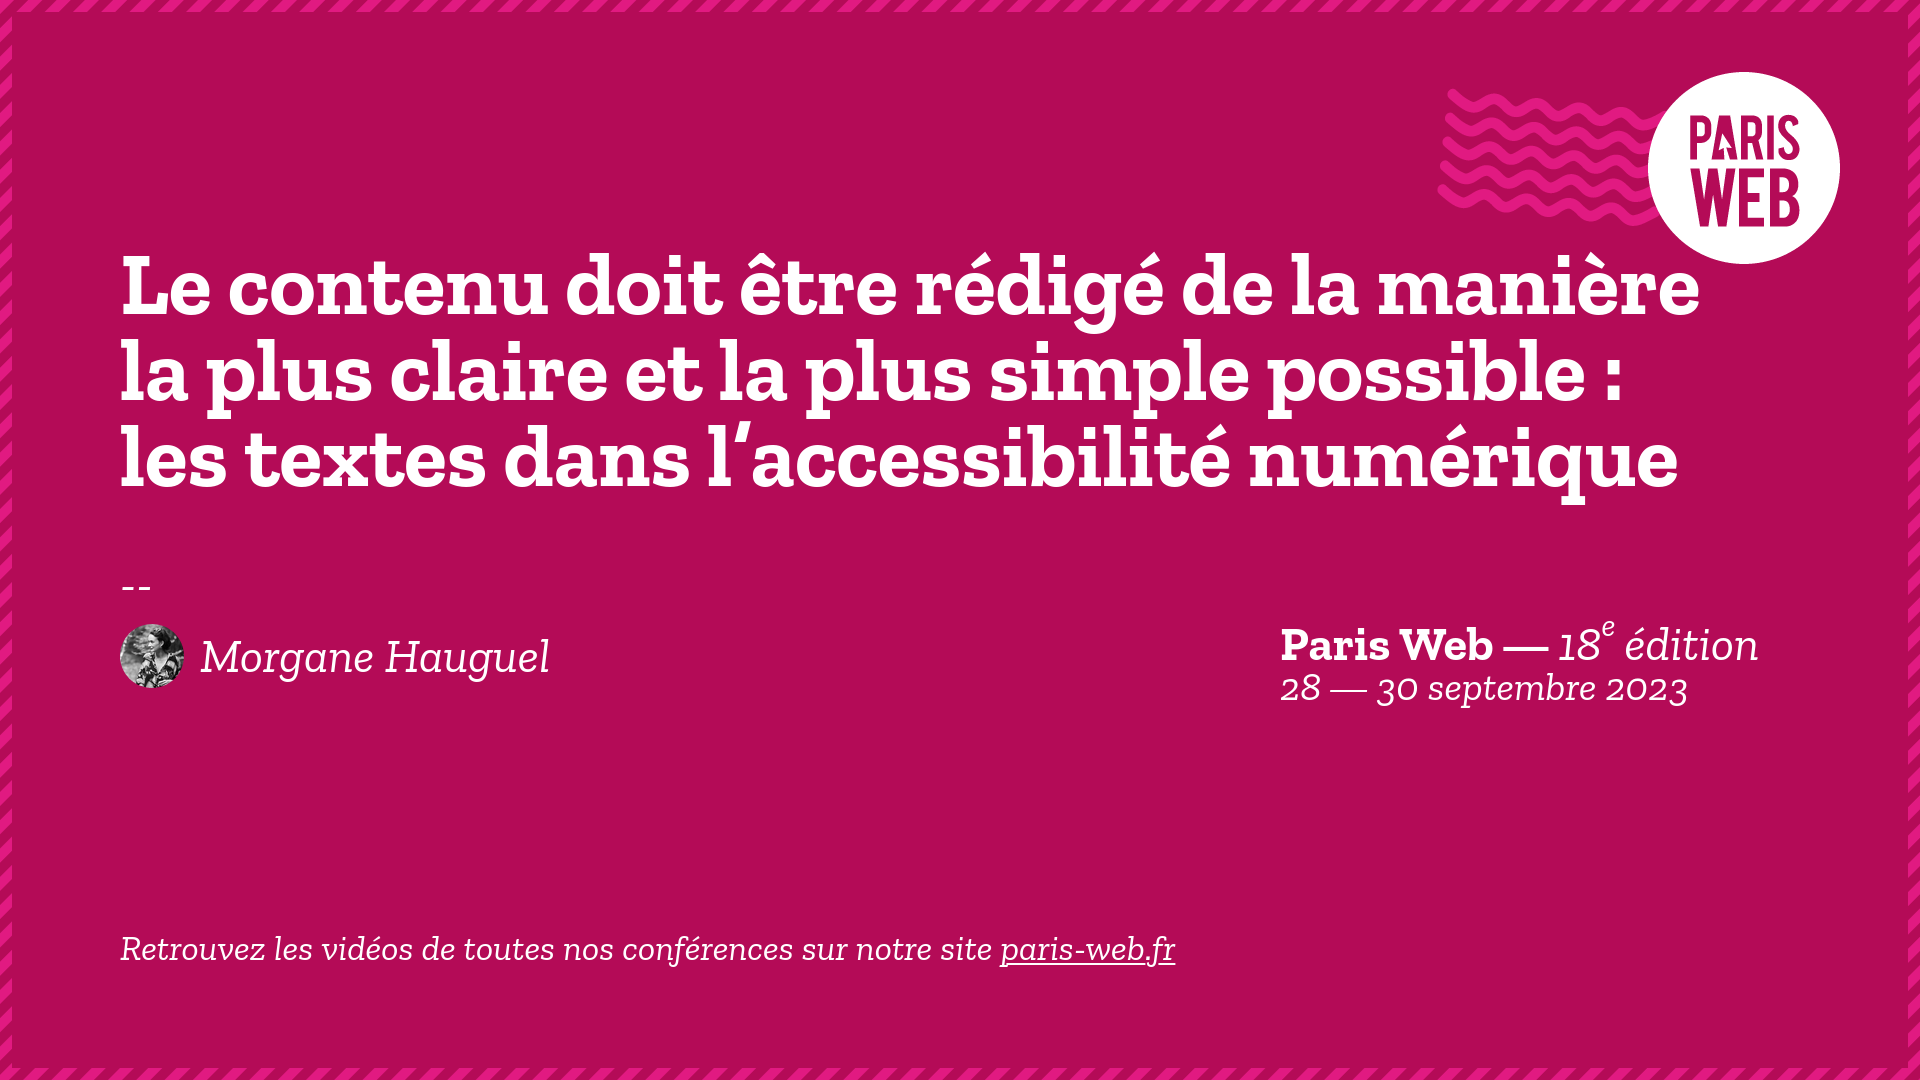 PARIS
WEB
Le contenu doit être rédigé de la manière
la plus claire et la plus simple possible :
les textes dans l’accessibilité numérique
--
Morgane Hauguel
Paris Web — 18e édition
28 — 30 septembre 2023
Retrouvez les vidéos de toutes nos conférences sur notre site paris-web.fr